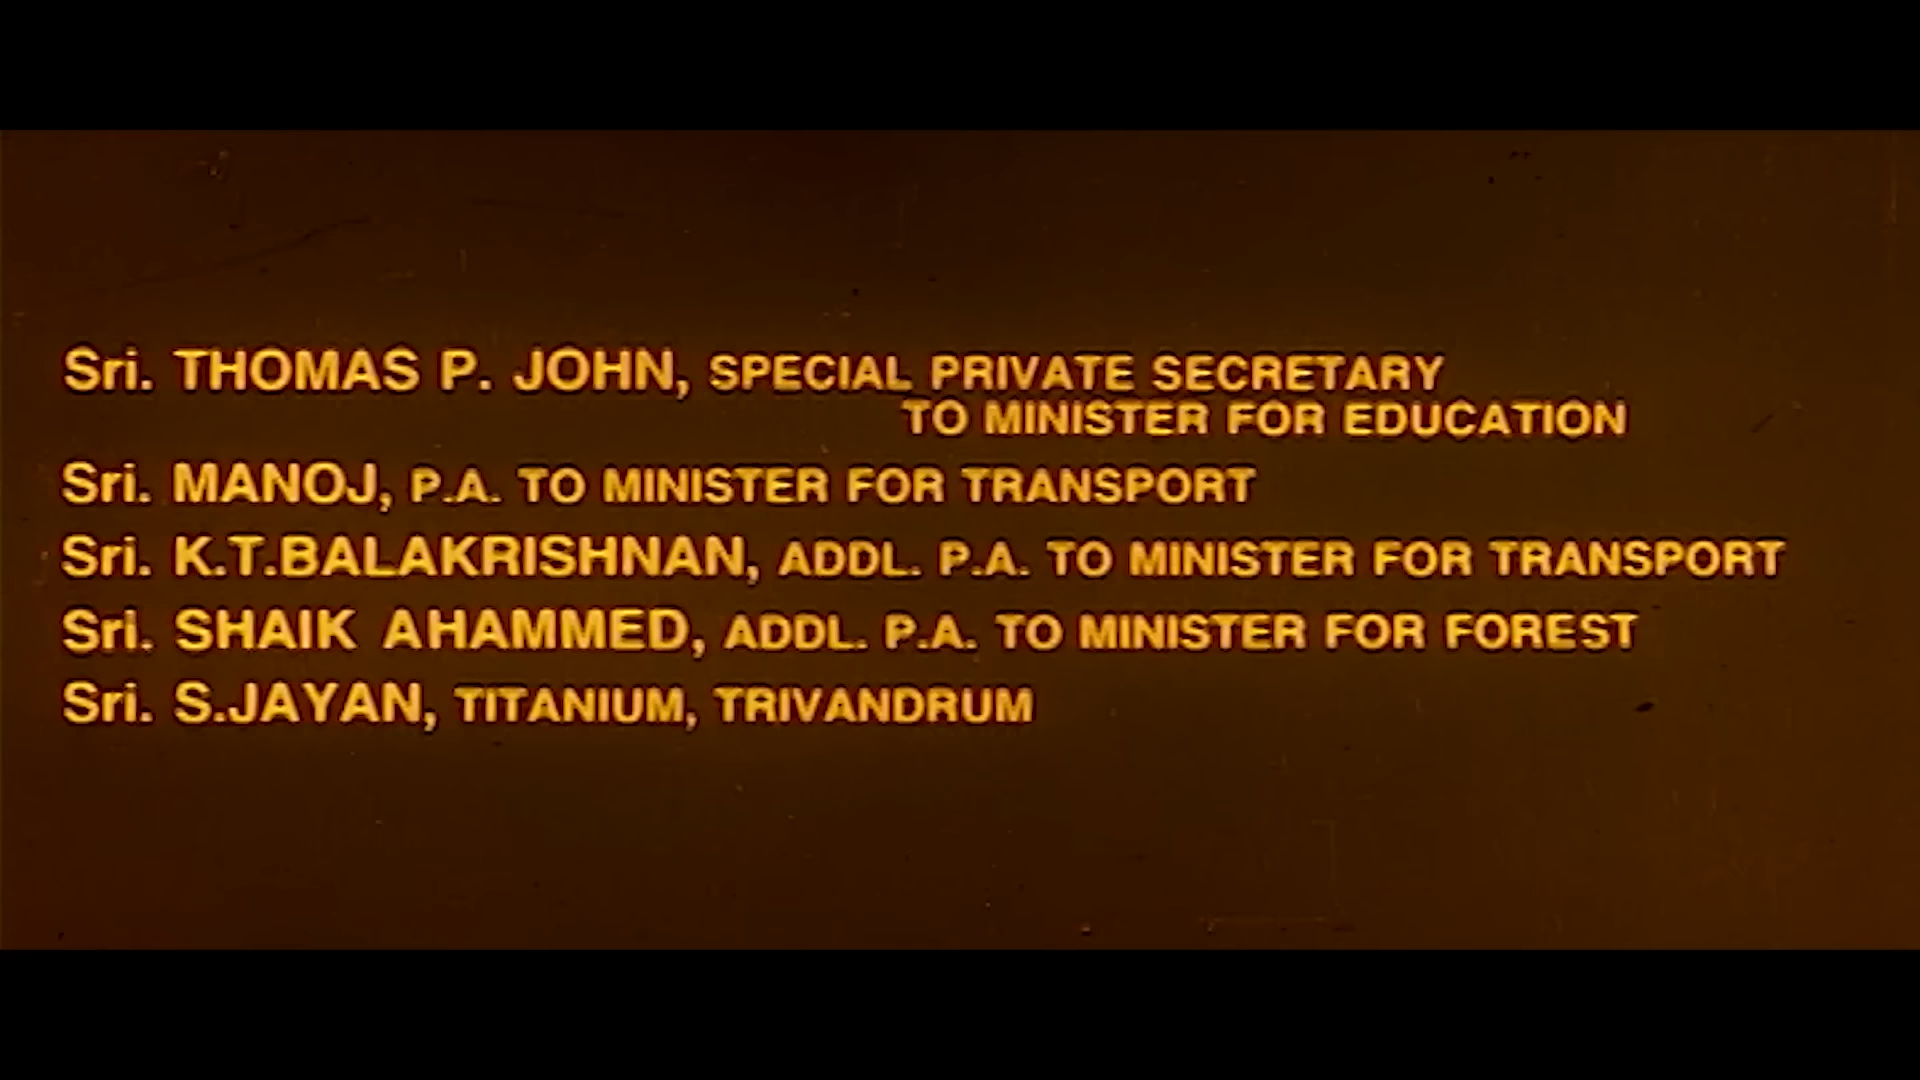 Sri. THOMAS P. JOHN, SPECIAL PRIVATE SECRETARY
TO MINISTER FOR EDUCATION
Sri. MANOJ, P.A. TO MINISTER FOR TRANSPORT
Sri. K.T.BALAKRISHNAN, ADDL. P.A. TO MINISTER FOR TRANSPORT
Sri. SHAIK AHAMMED, ADDL. P.A. TO MINISTER FOR FOREST
Sri. S.JAYAN, TITANIUM, TRIVANDRUM